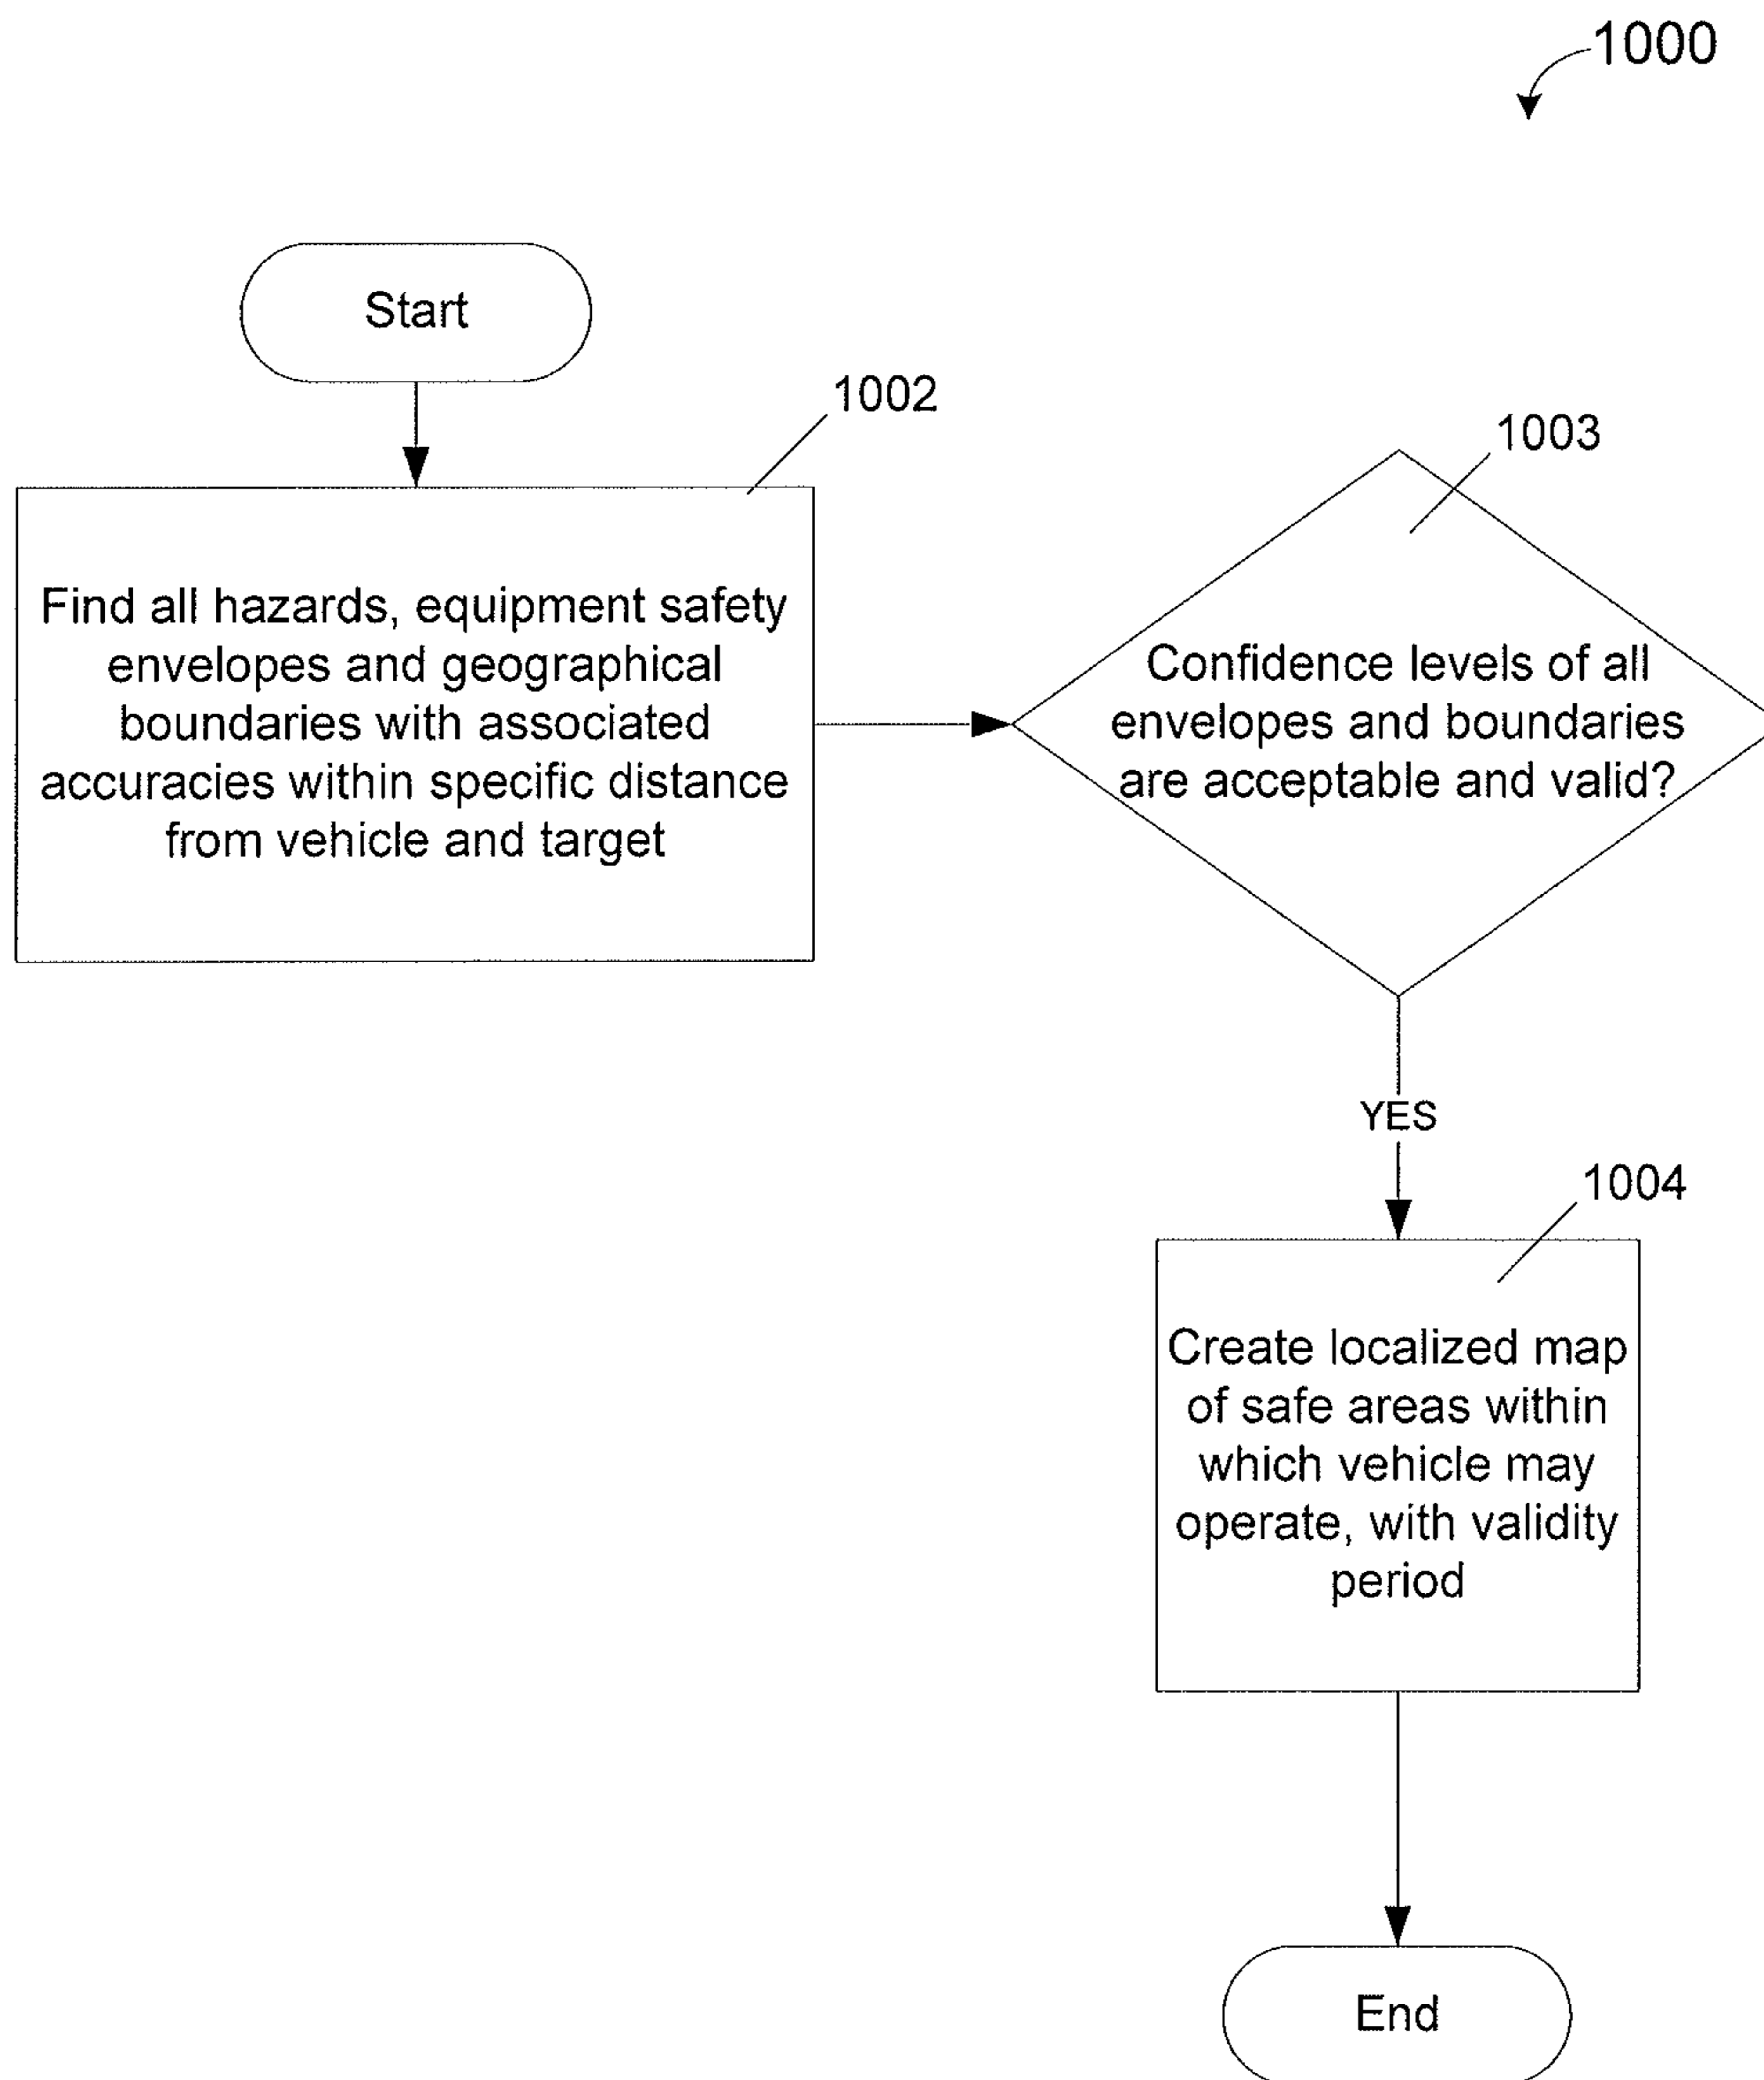 1000
Start
1002
Find all hazards, equipment safety
envelopes and geographical
boundaries with associated
accuracies within specific distance
from vehicle and target
1003
Confidence levels of all
envelopes and boundaries
are acceptable and valid?
YES
1004
Create localized map
of safe areas within
which vehicle may
operate, with validity
period
End